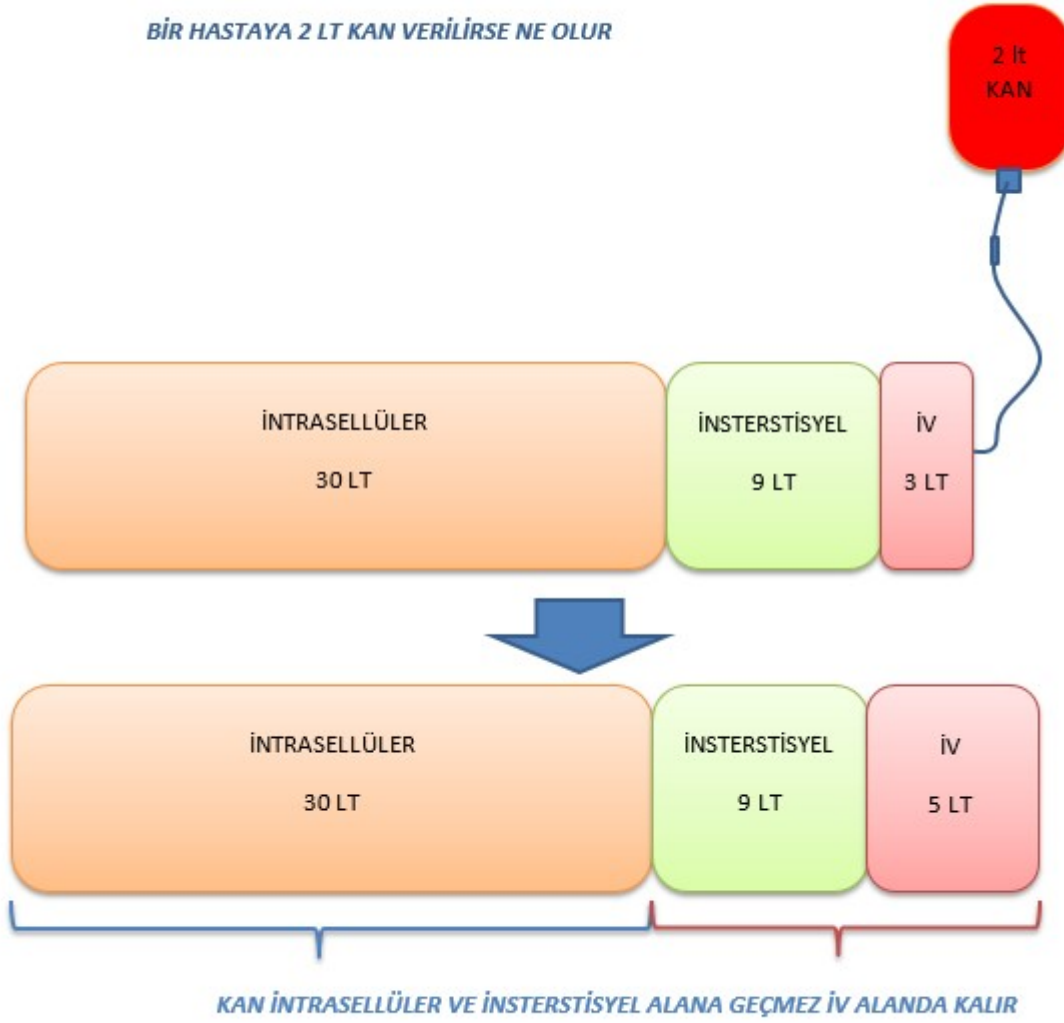 BİR HASTAYA 2 LT KAN VERİLİRSE NE OLUR
2 lt
KAN
İNTRASELLÜLER
30 LT
İNSTERSTİSYEL
9 LT
İV
3 LT
İNTRASELLÜLER
30 LT
İNSTERSTİSYEL
9 LT
İV
5 LT
KAN İNTRASELLÜLER VE İNSTERSTİSYEL ALANA GEÇMEZ İV ALANDA KALIR